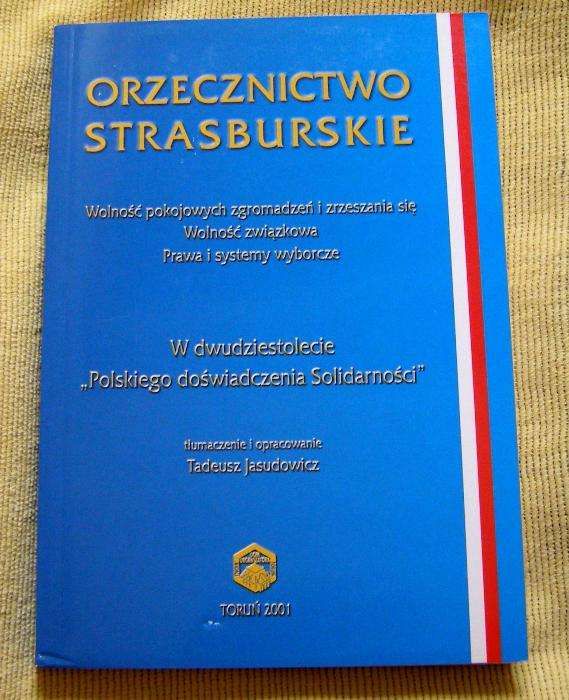 ORZECZNICTWO
STRASBURSKIE
Wolność pokojowych zgromadzeń i zrzeszania się
Wolność związkowa
Prawa i systemy wyborcze
W dwudziestolecie
„Polskiego doświadczenia Solidarności”
tłumaczenie i opracowanie
Tadeusz Jasudowicz
TORUŃ 2001